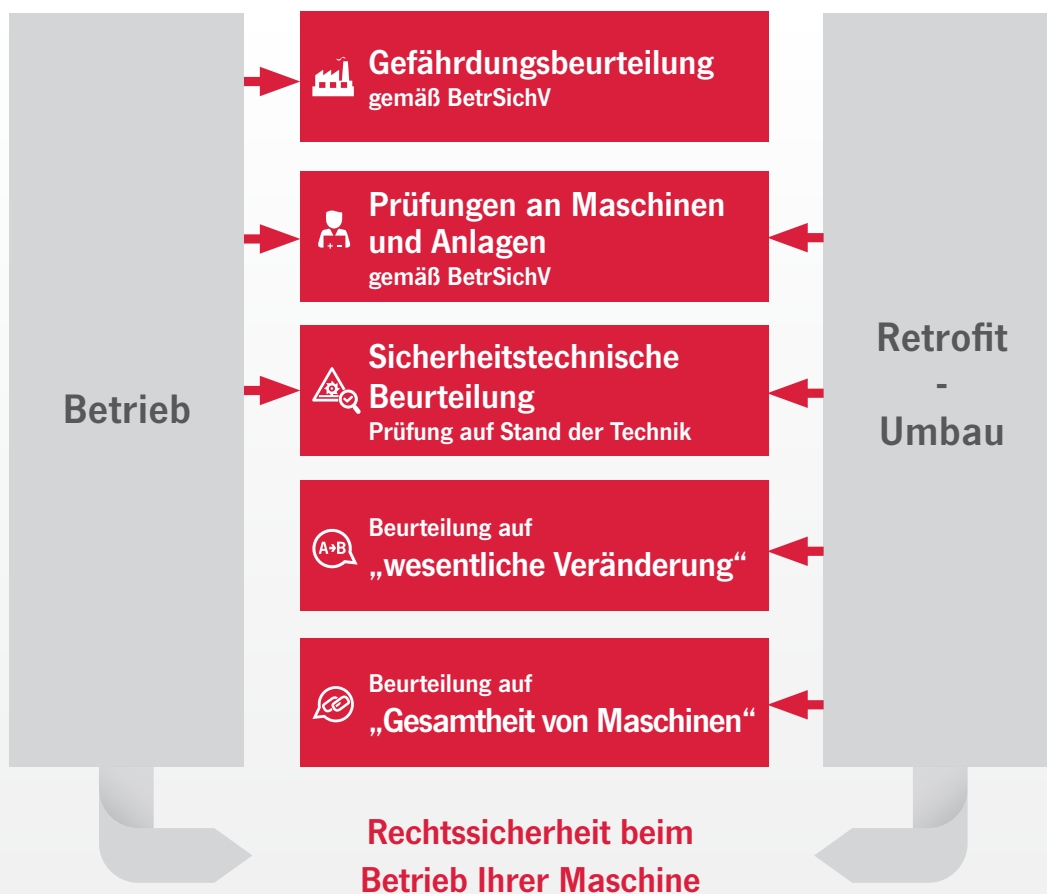 Betrieb
Gefährdungsbeurteilung
gemäß BetrSichV
Prüfungen an Maschinen
und Anlagen
gemäß BetrSichV
Sicherheitstechnische
Beurteilung
Prüfung auf Stand der Technik
A→B
Beurteilung auf
„wesentliche Veränderung“
Beurteilung auf
„Gesamtheit von Maschinen“
Retrofit
-
Umbau
Rechtssicherheit beim
Betrieb Ihrer Maschine